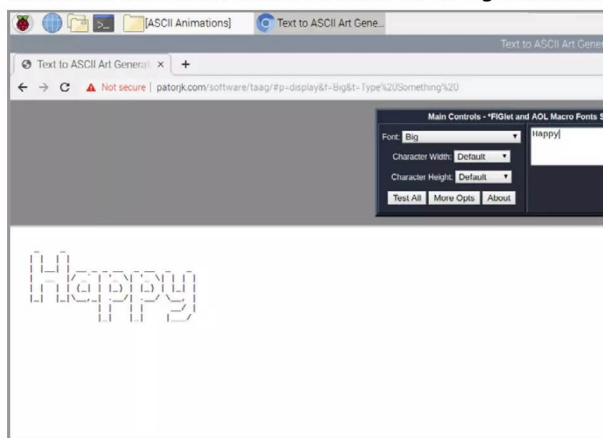 [ASCII Animations]
Text to ASCII Art Gene...
Text to ASCII Art Gener
Text to ASCII Art General
Not secure | patorjk.com/software/taag/#p=display&f=Big&t=Type%20Something%20
Main Controls - *FIGlet and AOL Macro Fonts S
Font: Big
Happy
Character Width: Default
Character Height: Default
Test All
More Opts
About
Happy